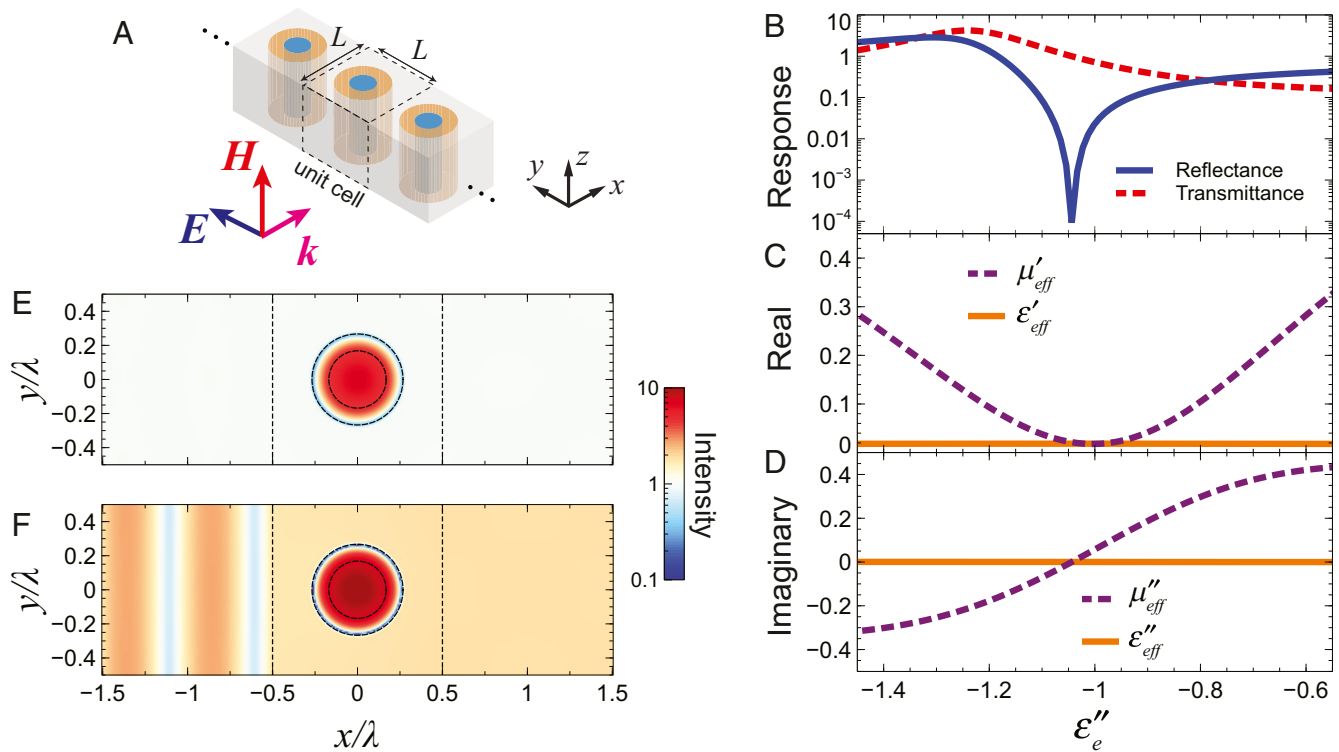 A
L
L
unit cell
H
E
k
y
z
x
B
Response
10
1
0.1
0.01
10⁻³
10⁻⁴
Reflectance
Transmittance
C
Real
0.4
0.3
0.2
0.1
0
μ′eff
ε′eff
D
Imaginary
0.4
0.2
0
−0.2
−0.4
μ″eff
ε″eff
−1.4
−1.2
−1
−0.8
−0.6
ε″e
E
y/λ
0.4
0.2
0
−0.2
−0.4
F
y/λ
0.4
0.2
0
−0.2
−0.4
−1.5
−1
−0.5
0
0.5
1
1.5
x/λ
10
1
0.1
Intensity